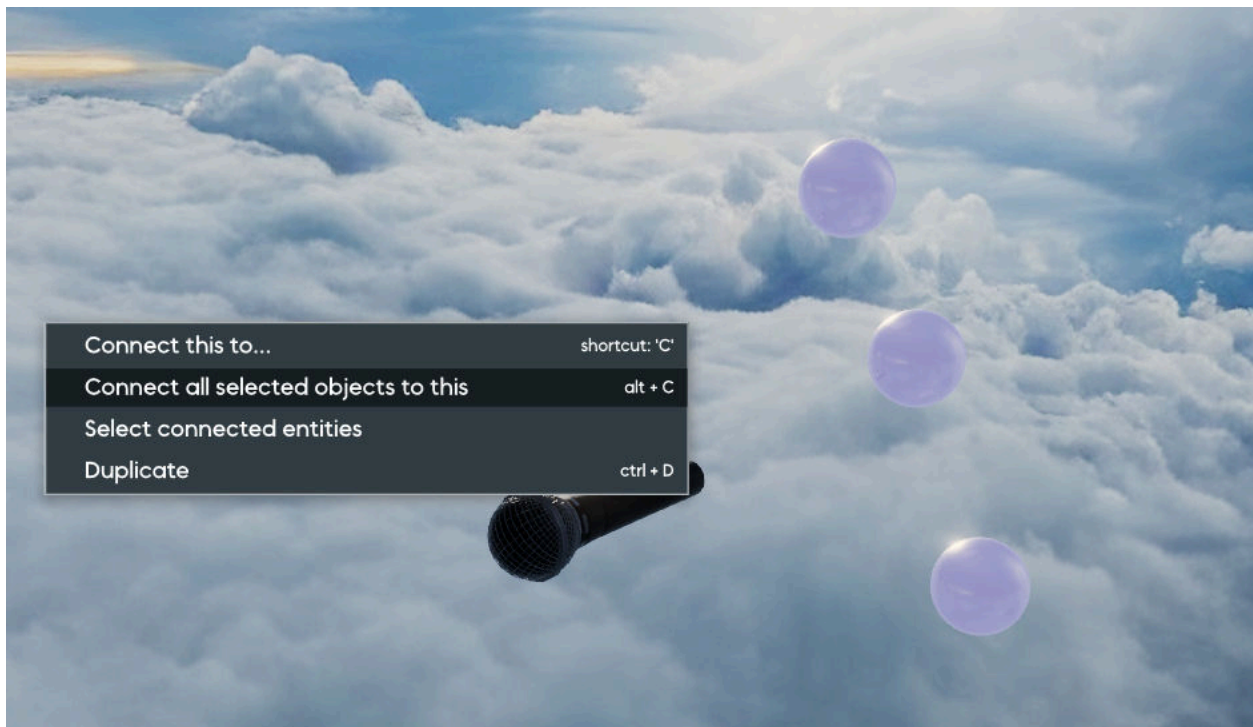 Connect this to... shortcut: 'C'
Connect all selected objects to this alt + C
Select connected entities
Duplicate ctrl + D